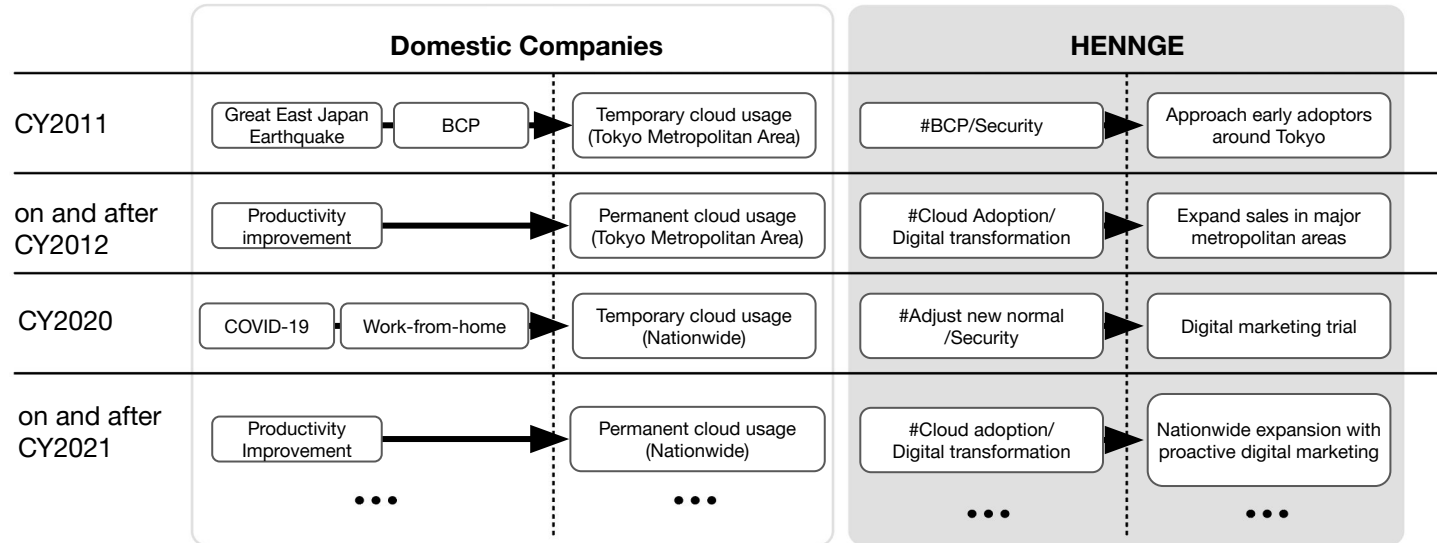 Domestic Companies
HENNGE
CY2011
Great East Japan
Earthquake
BCP
Temporary cloud usage
(Tokyo Metropolitan Area)
#BCP/Security
Approach early adoptors
around Tokyo
on and after
CY2012
Productivity
improvement
Permanent cloud usage
(Tokyo Metropolitan Area)
#Cloud Adoption/
Digital transformation
Expand sales in major
metropolitan areas
CY2020
COVID-19
Work-from-home
Temporary cloud usage
(Nationwide)
#Adjust new normal
/Security
Digital marketing trial
on and after
CY2021
Productivity
Improvement
Permanent cloud usage
(Nationwide)
#Cloud adoption/
Digital transformation
Nationwide expansion with
proactive digital marketing
•••
•••
•••
•••